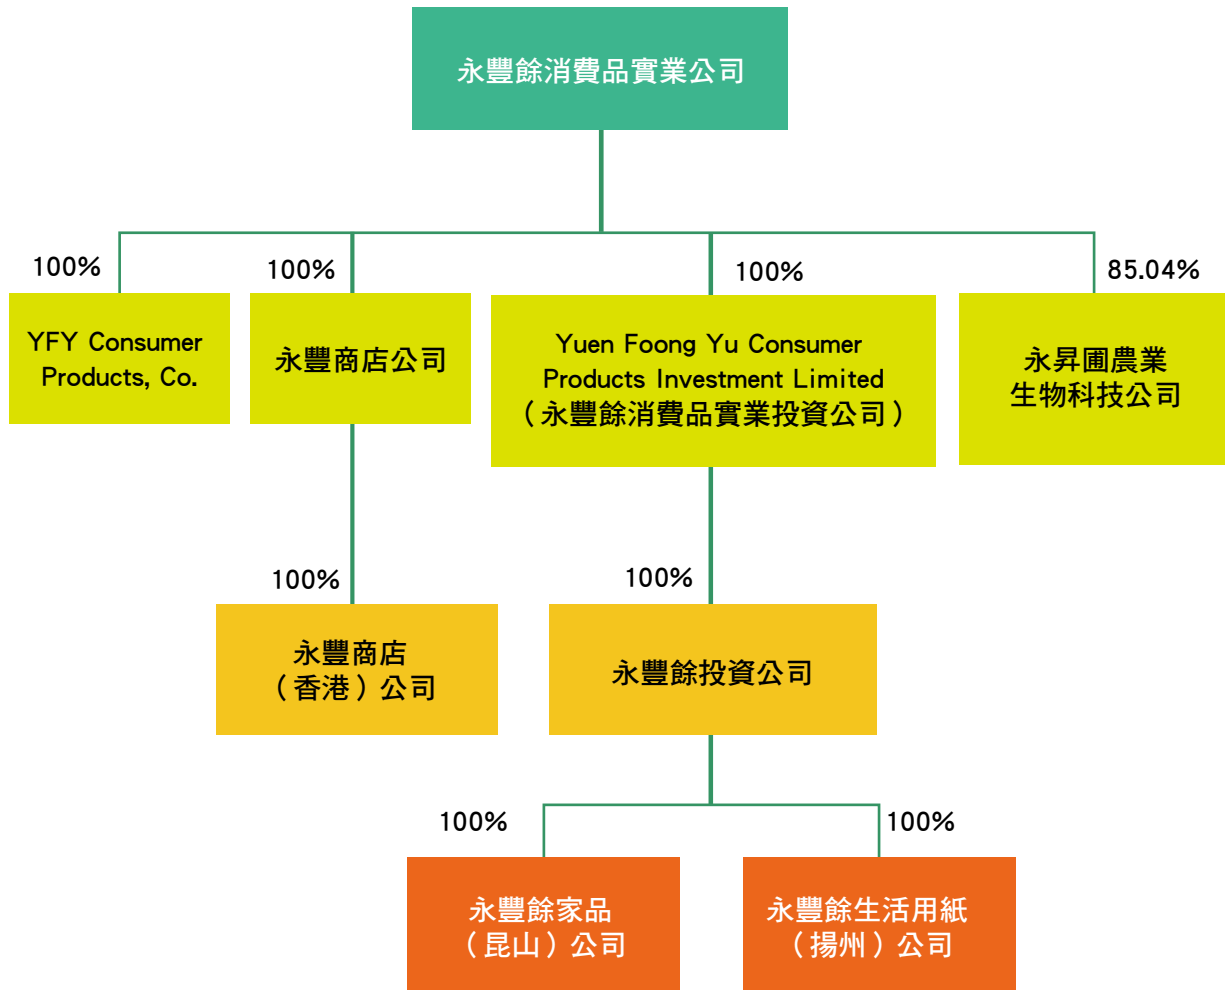 永豐餘消費品實業公司
100%
100%
100%
85.04%
YFY Consumer
Products, Co.
永豐商店公司
Yuen Foong Yu Consumer
Products Investment Limited
（永豐餘消費品實業投資公司）
永昇圃農業
生物科技公司
100%
100%
永豐商店
（香港）公司
永豐餘投資公司
100%
100%
永豐餘家品
（昆山）公司
永豐餘生活用紙
（揚州）公司